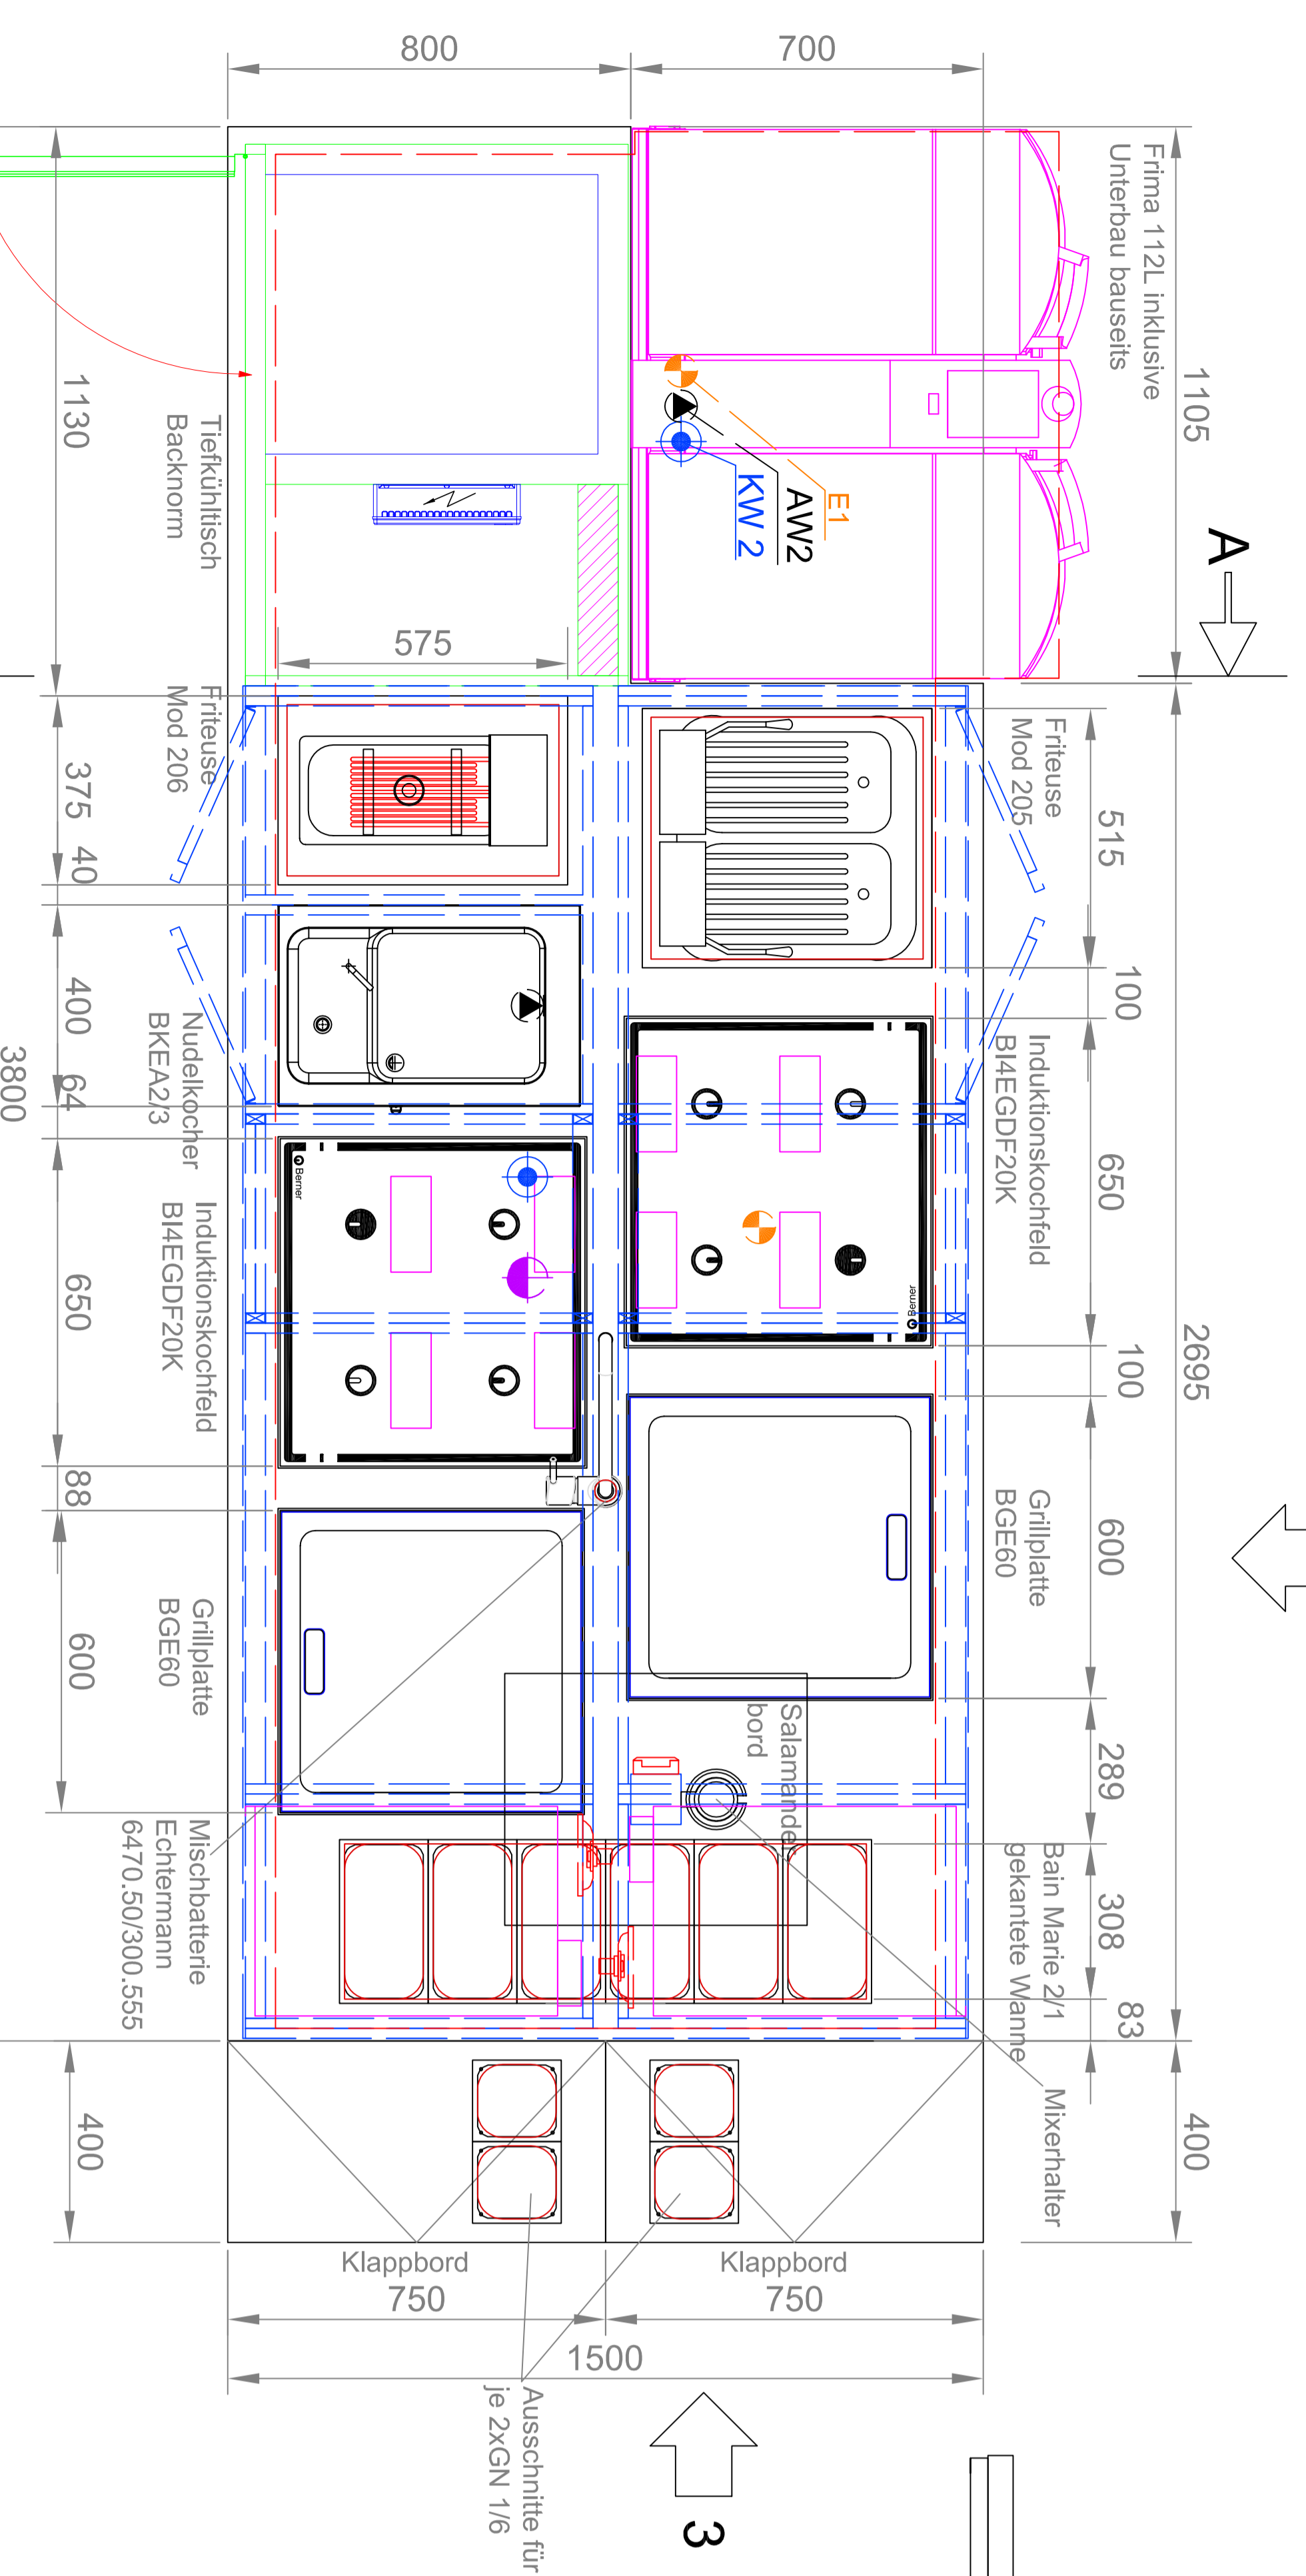 800
700
Frima 112L inklusive
Unterbau bauseits
1105
A
E1
AW2
KW 2
1130
Tiefkühltisch
Backnorm
575
Friteuse
Mod 206
Friteuse
Mod 205
375
40
515
100
400
64
3800
Nudelkocher
BKEA2/3
Induktionskochfeld
BI4EGDF20K
650
Berner
Berner
2695
Induktionskochfeld
BI4EGDF20K
650
100
88
Grillplatte
BGE60
600
Grillplatte
BGE60
600
Salamander
bord
289
Mischbatterie
Echtermann
6470.50/300.555
Bain Marie 2/1
gekantete Wanne
308
83
Mixerhalter
400
400
Klappbord
Klappbord
750
750
1500
Ausschnitte für
je 2xGN 1/6
3